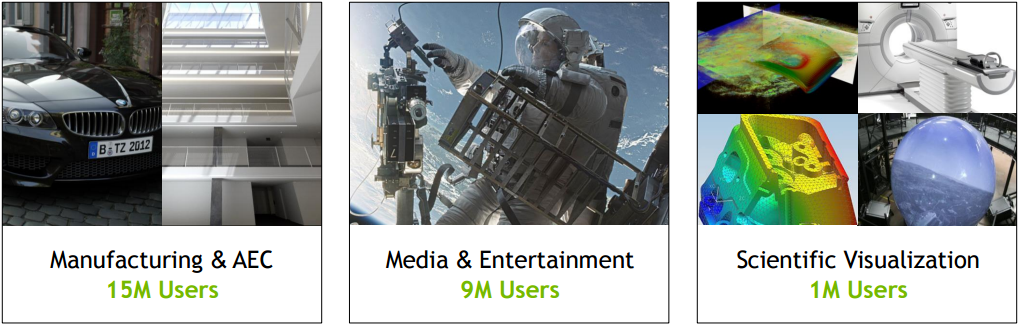 B TZ 2012
Manufacturing & AEC
15M Users
Media & Entertainment
9M Users
Scientific Visualization
1M Users